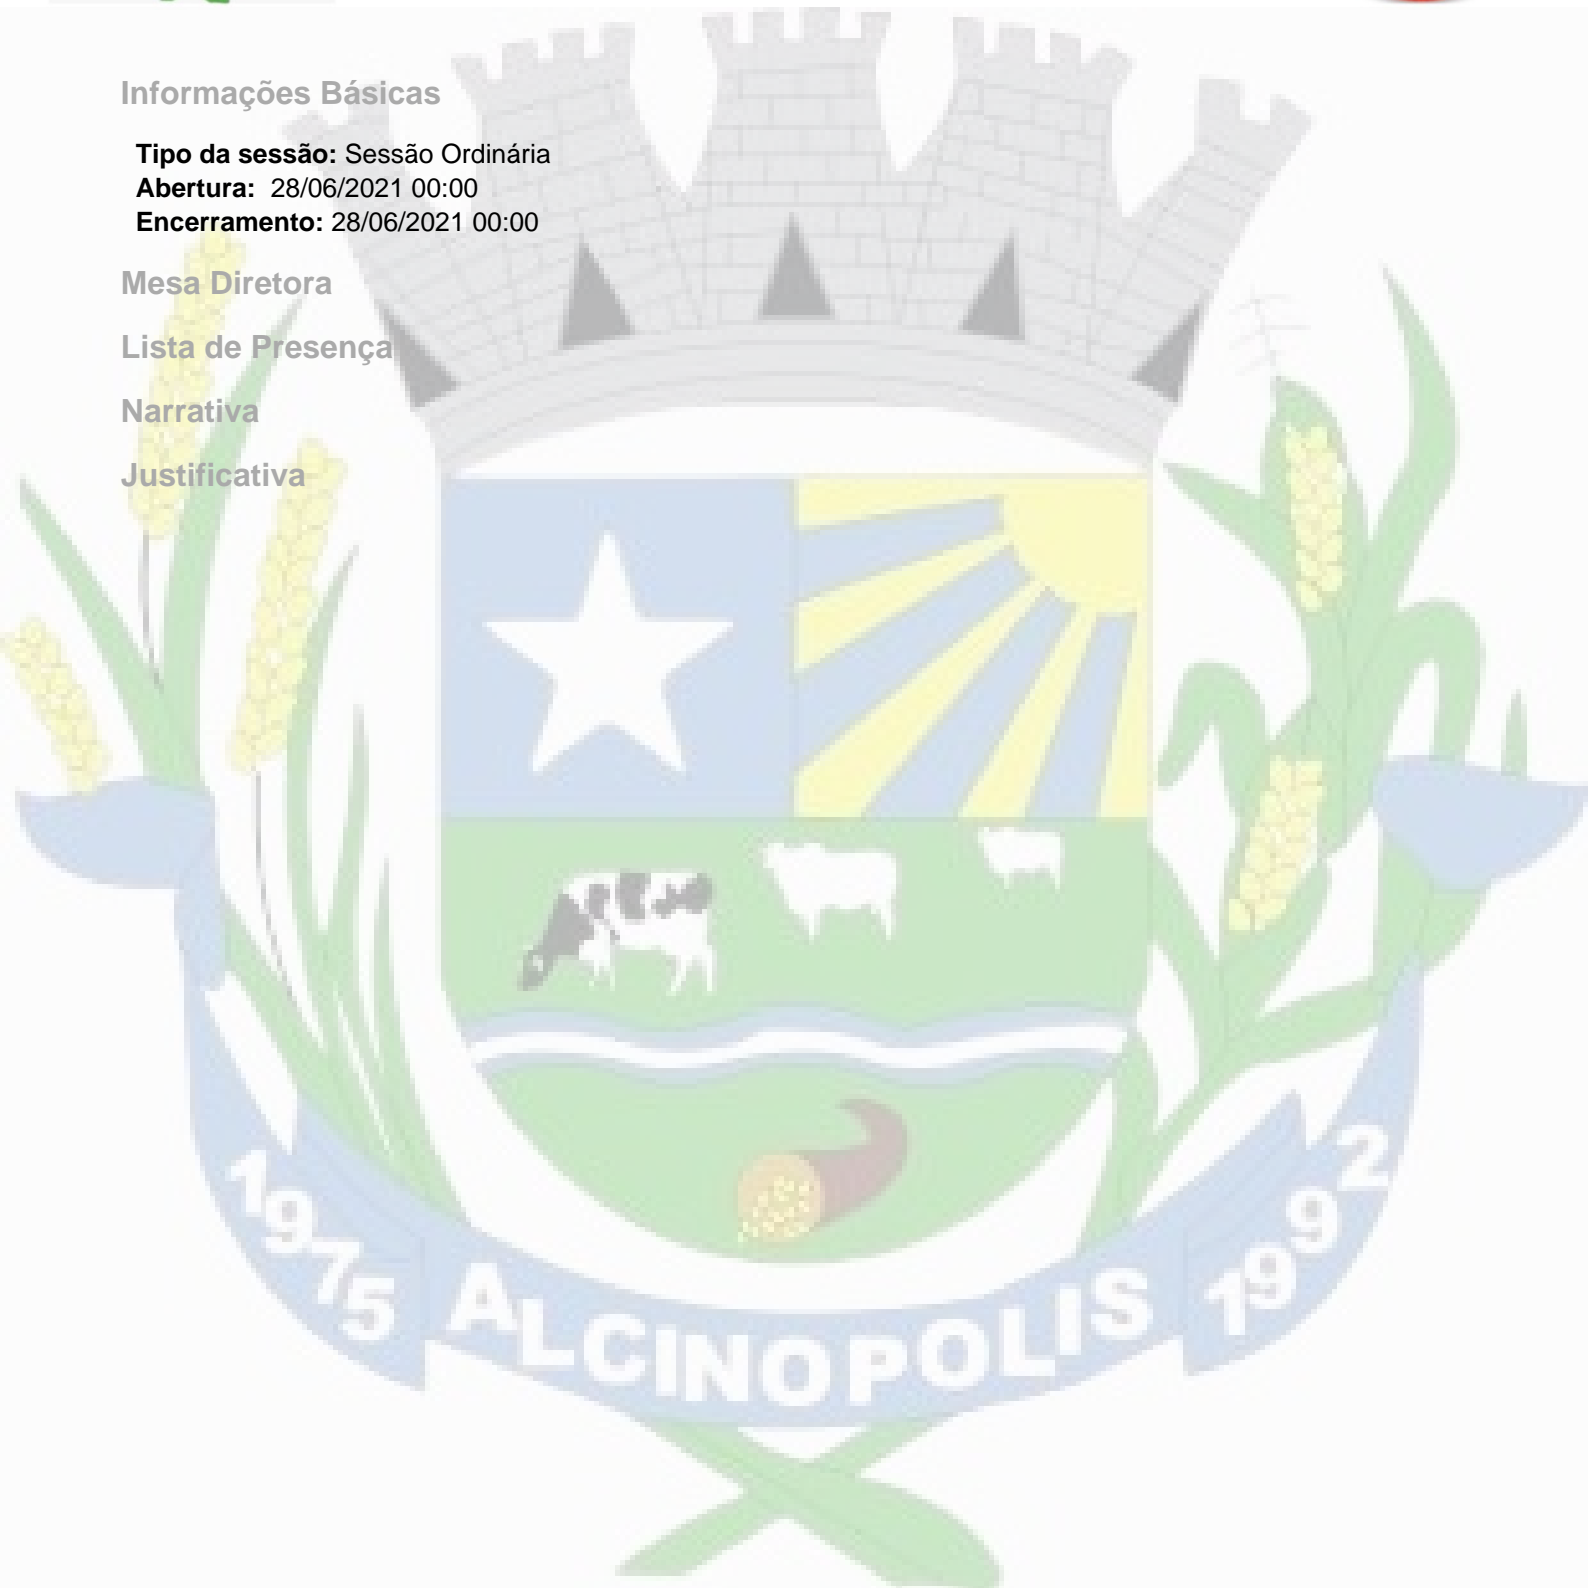 Informações Básicas
Tipo da sessão: Sessão Ordinária
Abertura: 28/06/2021 00:00
Encerramento: 28/06/2021 00:00
Mesa Diretora
Lista de Presença
Narrativa
Justificativa
1975 ALCINOPOLIS 1992